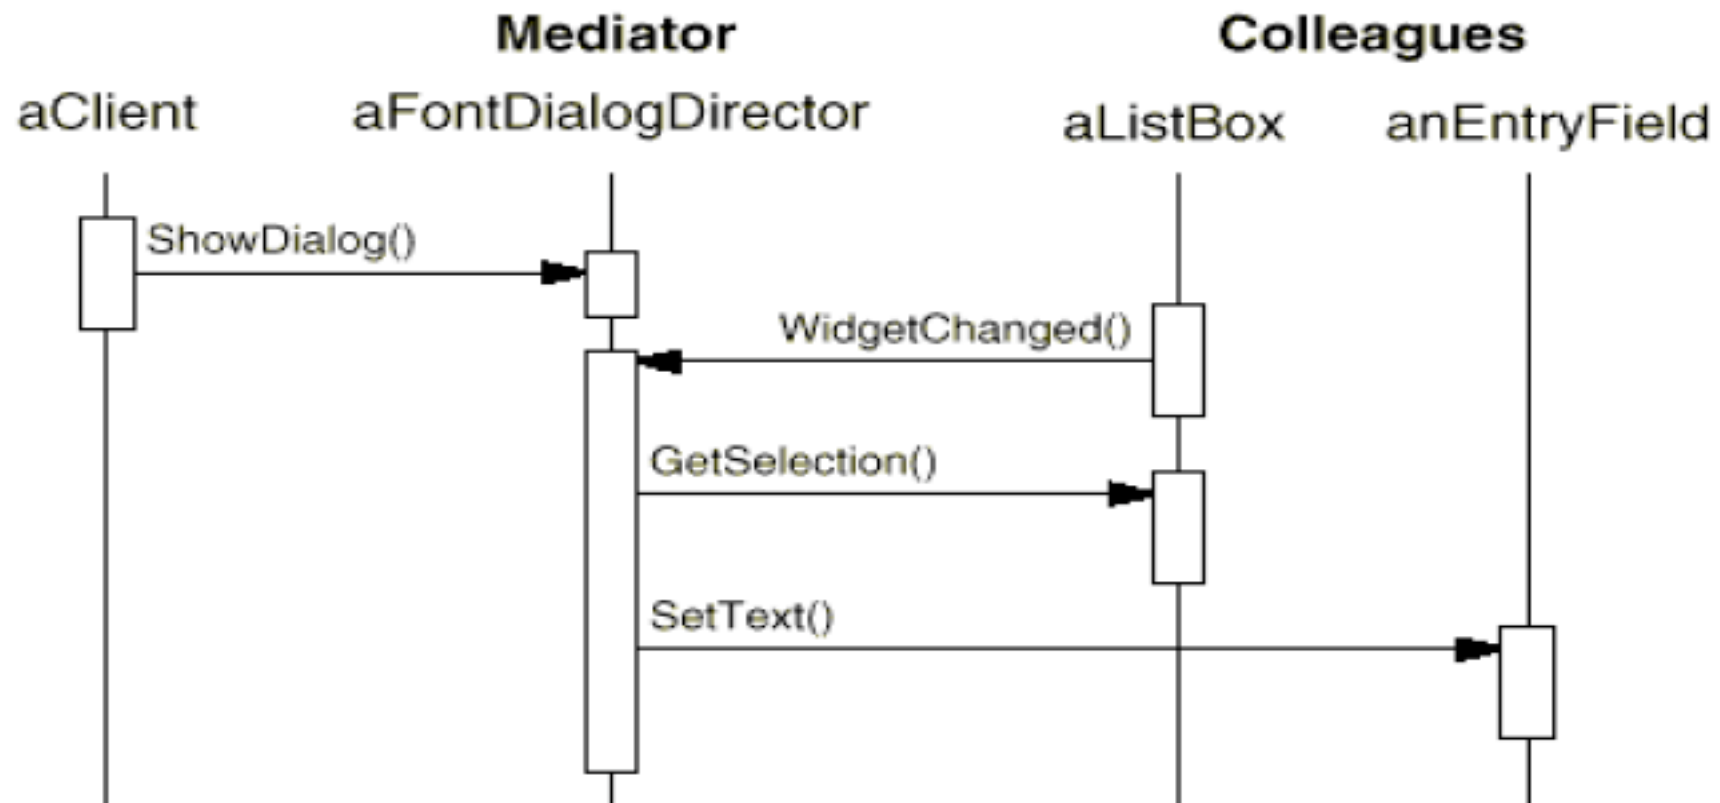 Mediator Colleagues
aClient aFontDialogDirector aListBox anEntryField
ShowDialog()
WidgetChanged()
GetSelection()
SetText()